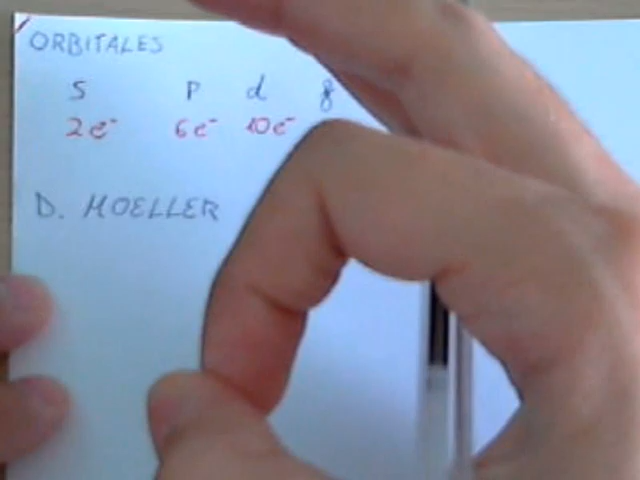 ORBITALES
S P d f
2e⁻ 6e⁻ 10e⁻
D. MOELLER